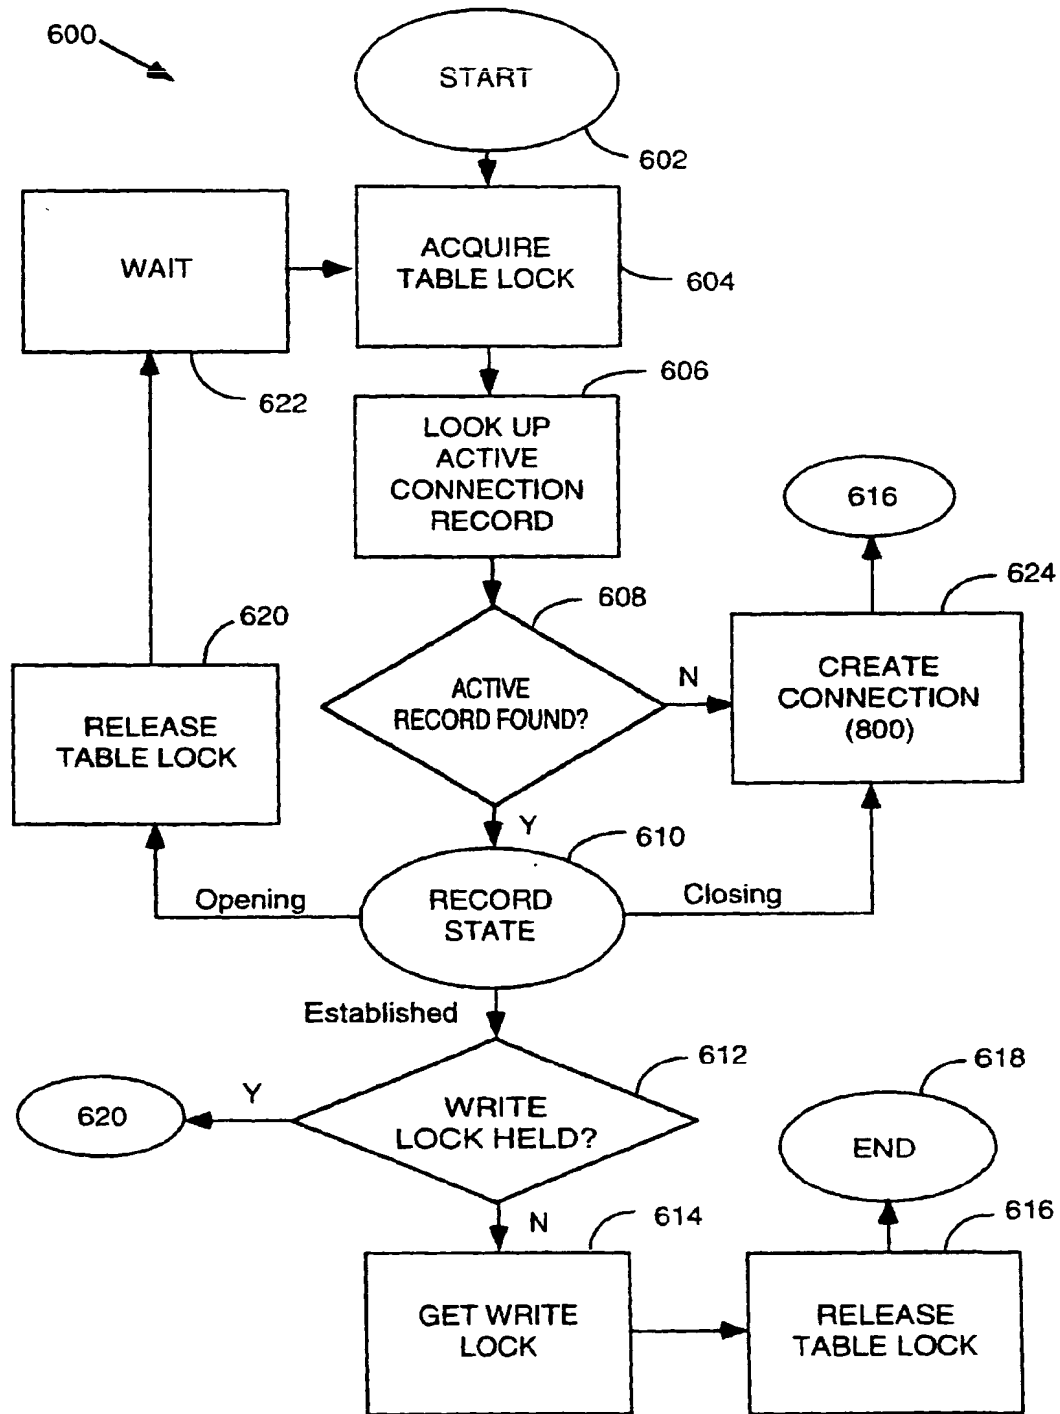 600
START
602
WAIT
ACQUIRE
TABLE LOCK
604
622
606
LOOK UP
ACTIVE
CONNECTION
RECORD
616
624
608
620
ACTIVE
RECORD FOUND?
N
CREATE
CONNECTION
(800)
RELEASE
TABLE LOCK
Y
610
Opening
RECORD
STATE
Closing
Established
612
618
620
Y
WRITE
LOCK HELD?
END
N
614
616
GET WRITE
LOCK
RELEASE
TABLE LOCK